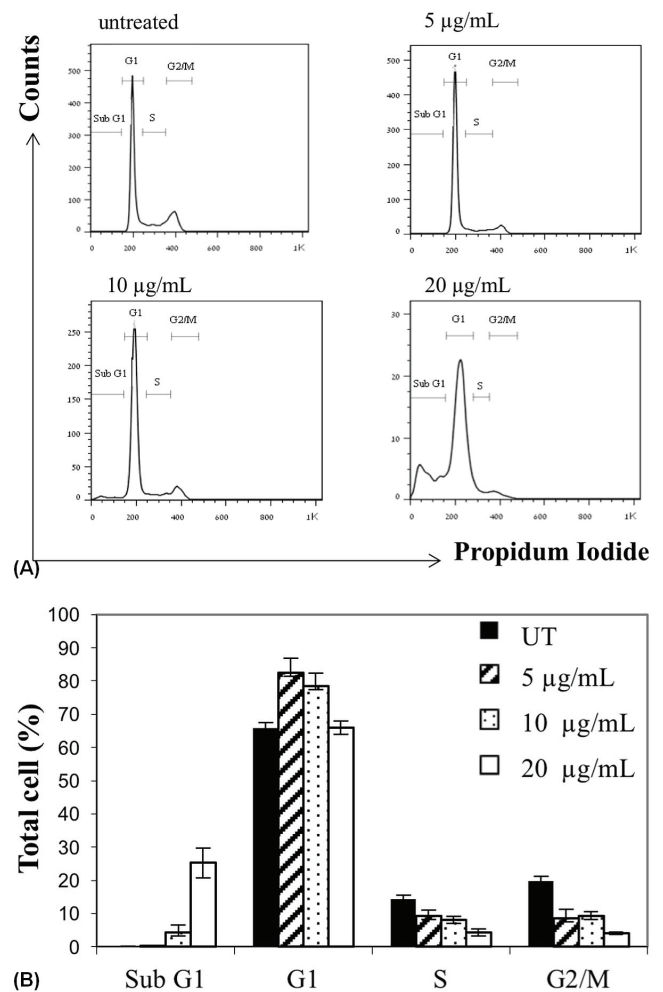 (A)
Counts
untreated
G1
G2/M
Sub G1
S
500
400
300
200
100
0
0 200 400 600 800 1K
5 µg/mL
G1
G2/M
Sub G1
S
500
400
300
200
100
0
0 200 400 600 800 1K
10 µg/mL
G1
G2/M
Sub G1
S
250
200
150
100
50
0
0 200 400 600 800 1K
20 µg/mL
G1
G2/M
Sub G1
S
30
20
10
0
0 200 400 600 800 1K
Propidum Iodide
(B)
Total cell (%)
100
90
80
70
60
50
40
30
20
10
0
UT
5 µg/mL
10 µg/mL
20 µg/mL
Sub G1 G1 S G2/M